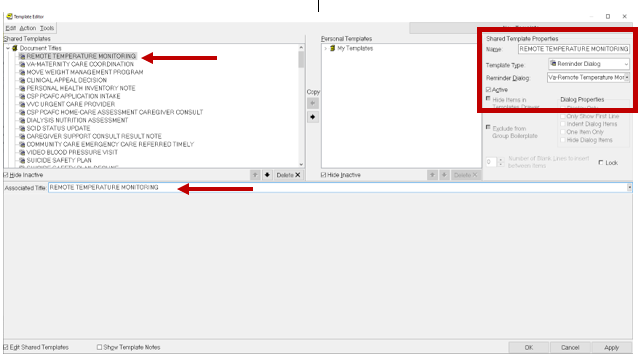 Template Editor
Edit Action Tools
Shared Templates
Personal Templates
Shared Template Properties
Document Titles
My Templates
Name: REMOTE TEMPERATURE MONITORING
REMOTE TEMPERATURE MONITORING
VA-MATERNITY CARE COORDINATION
Template Type: Reminder Dialog
MOVE WEIGHT MANAGEMENT PROGRAM
CLINICAL APPEAL DECISION
Reminder Dialog: Va-Remote Temperature Mor
PERSONAL HEALTH INVENTORY NOTE
Copy
Active
CSP PCAFC APPLICATION INTAKE
Hide Items in
Dialog Properties
VVC URGENT CARE PROVIDER
CSP PCAFC HOME-CARE ASSESSMENT CAREGIVER CONSULT
Only Show First Line
DIALYSIS NUTRITION ASSESSMENT
Indent Dialog Items
SCID STATUS UPDATE
Exclude from
Group Boilerplate
One Item Only
CAREGIVER SUPPORT CONSULT RESULT NOTE
Hide Dialog Items
COMMUNITY CARE EMERGENCY CARE REFERRED TIMELY
VIDEO BLOOD PRESSURE VISIT
0 Number of Blank Lines to insert
between items
Lock
SUICIDE SAFETY PLAN
Hide Inactive
Delete X
Hide Inactive
Delete X
Associated Title: REMOTE TEMPERATURE MONITORING
Edit Shared Templates
Show Template Notes
OK
Cancel
Apply